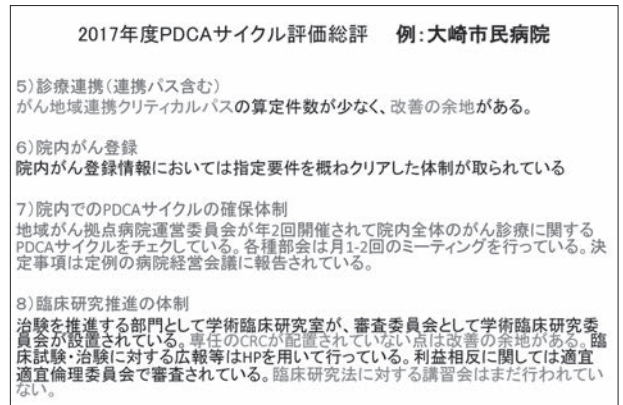 2017年度PDCAサイクル評価総評　例：大崎市民病院
5）診療連携（連携パス含む）
がん地域連携クリティカルパスの算定件数が少なく、改善の余地がある。
6）院内がん登録
院内がん登録情報においては指定要件を概ねクリアした体制が取られている
7）院内でのPDCAサイクルの確保体制
地域がん拠点病院運営委員会が年2回開催されて院内全体のがん診療に関する
PDCAサイクルをチェクしている。各種部会は月1-2回のミーティングを行っている。決
定事項は定例の病院経営会議に報告されている。
8）臨床研究推進の体制
治験を推進する部門として学術臨床研究室が、審査委員会として学術臨床研究委
員会が設置されている。専任のCRCが配置されていない点は改善の余地がある。臨
床試験・治験に対する広報等はHPを用いて行っている。利益相反に関しては適宜
適宜倫理委員会で審査されている。臨床研究法に対する講習会はまだ行われてい
ない。